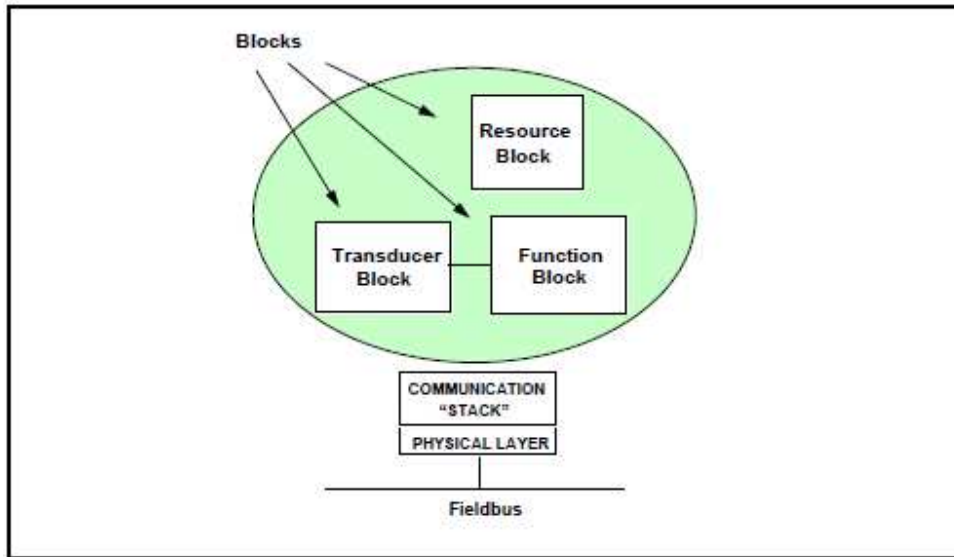 Blocks
Resource
Block
Transducer
Block
Function
Block
COMMUNICATION
“STACK”
PHYSICAL LAYER
Fieldbus